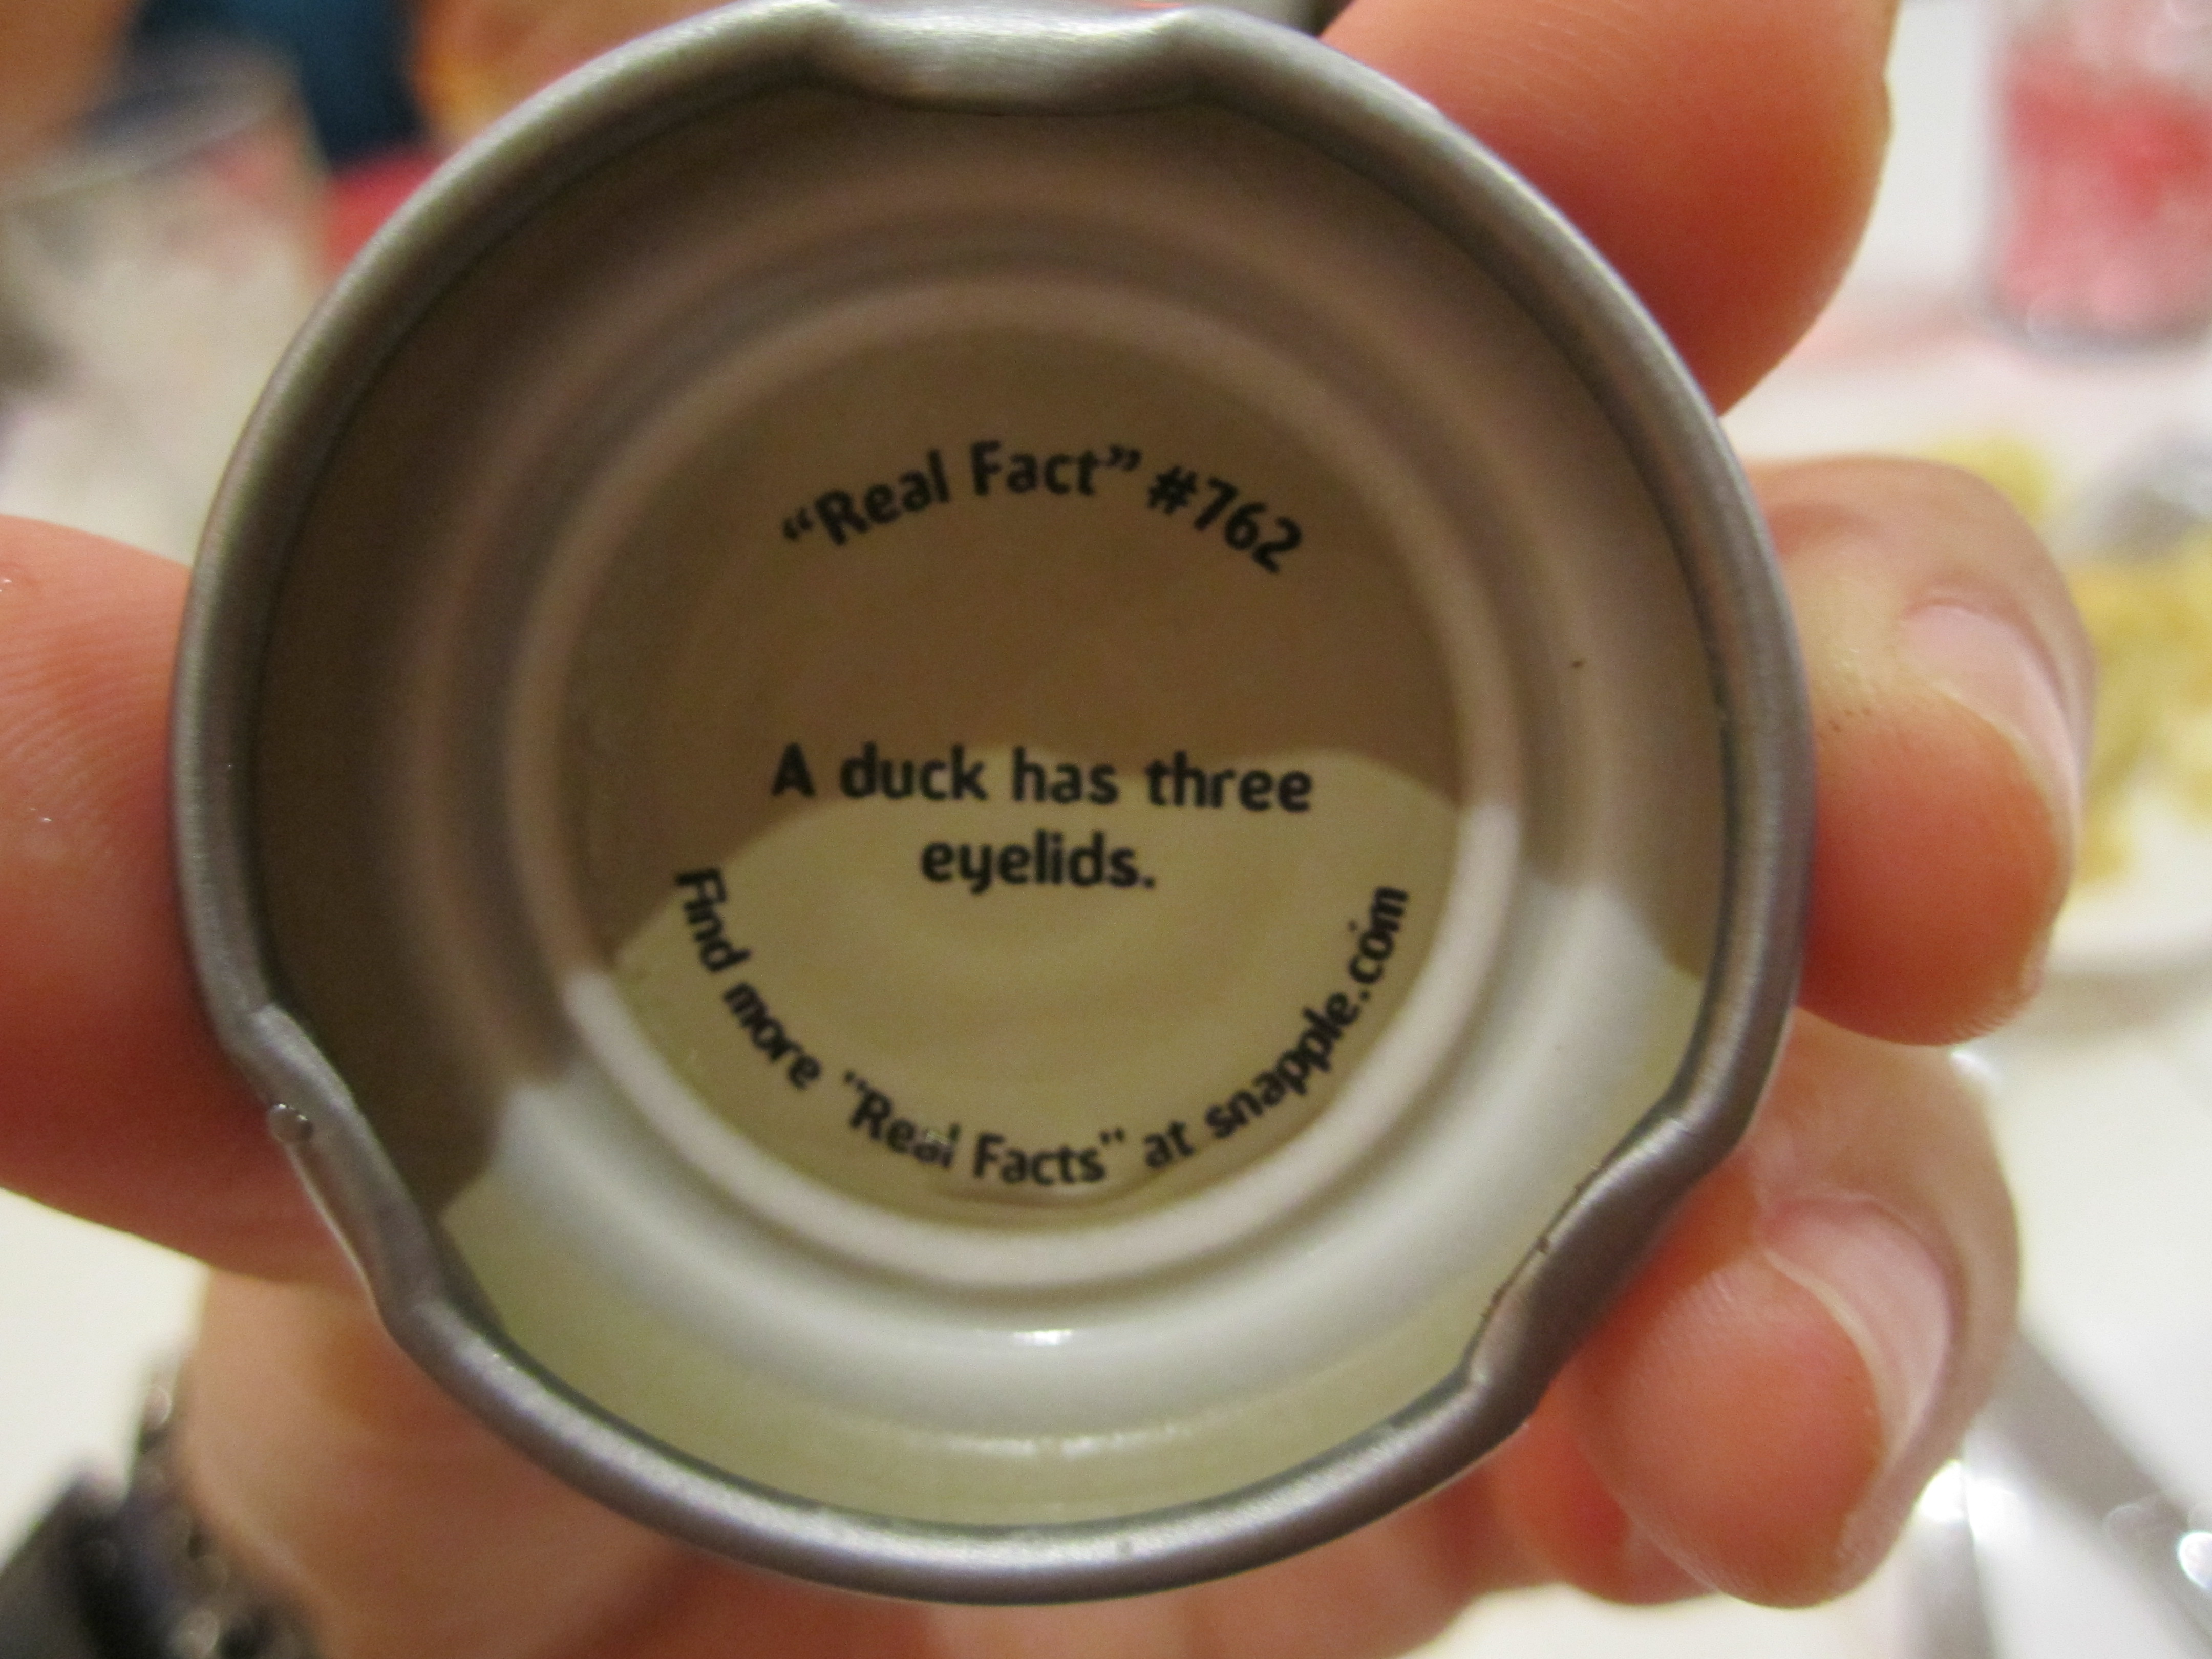 “Real Fact” #762
A duck has three
eyelids.
Find more "Real Facts" at snapple.com